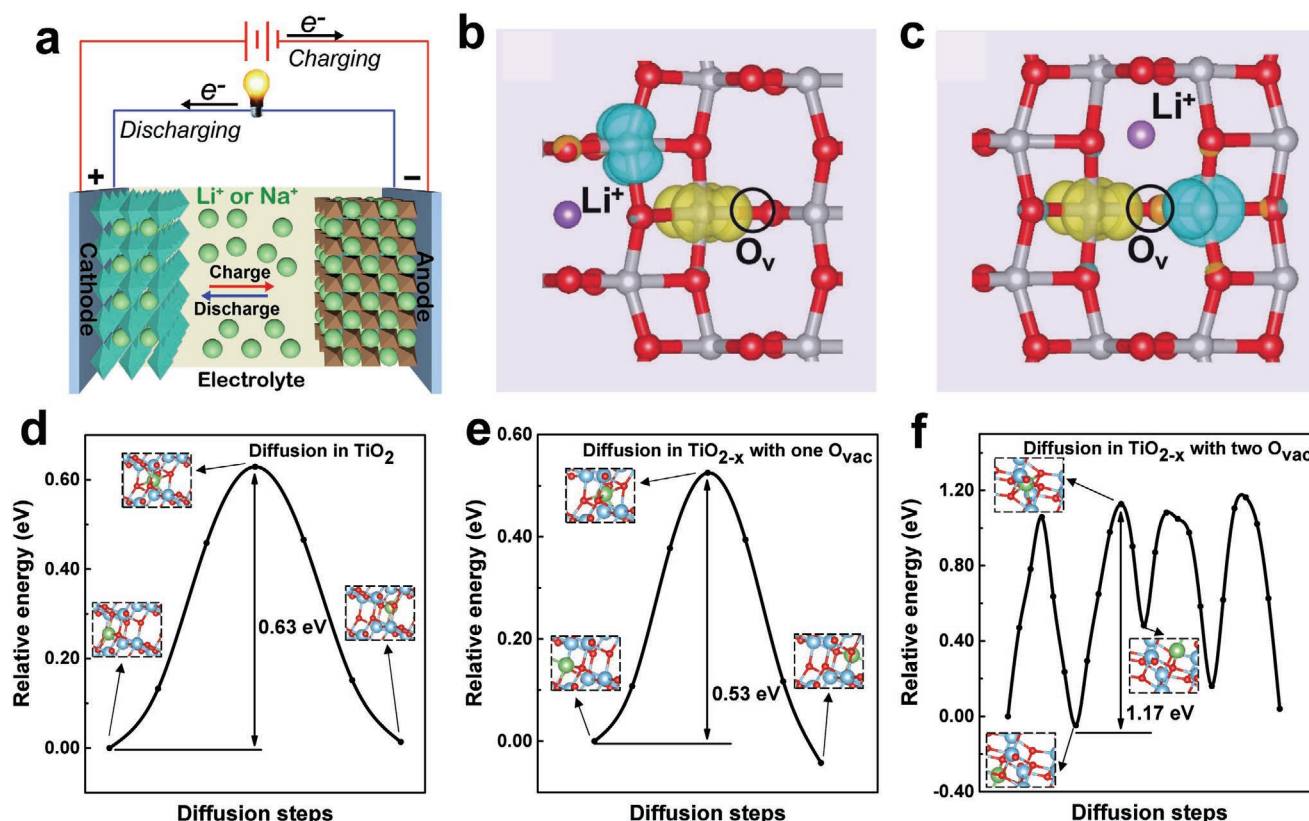 a
e-
Charging
e-
Discharging
+
−
Li+ or Na+
Cathode
Charge
Discharge
Anode
Electrolyte
b
Li+
Ov
c
Li+
Ov
d
Diffusion in TiO2
0.60
0.40
0.20
0.00
0.63 eV
Relative energy (eV)
Diffusion steps
e
Diffusion in TiO2-x with one Ovac
0.60
0.40
0.20
0.00
0.53 eV
Relative energy (eV)
Diffusion steps
f
Diffusion in TiO2-x with two Ovac
1.20
0.80
0.40
0.00
-0.40
1.17 eV
Relative energy (eV)
Diffusion steps